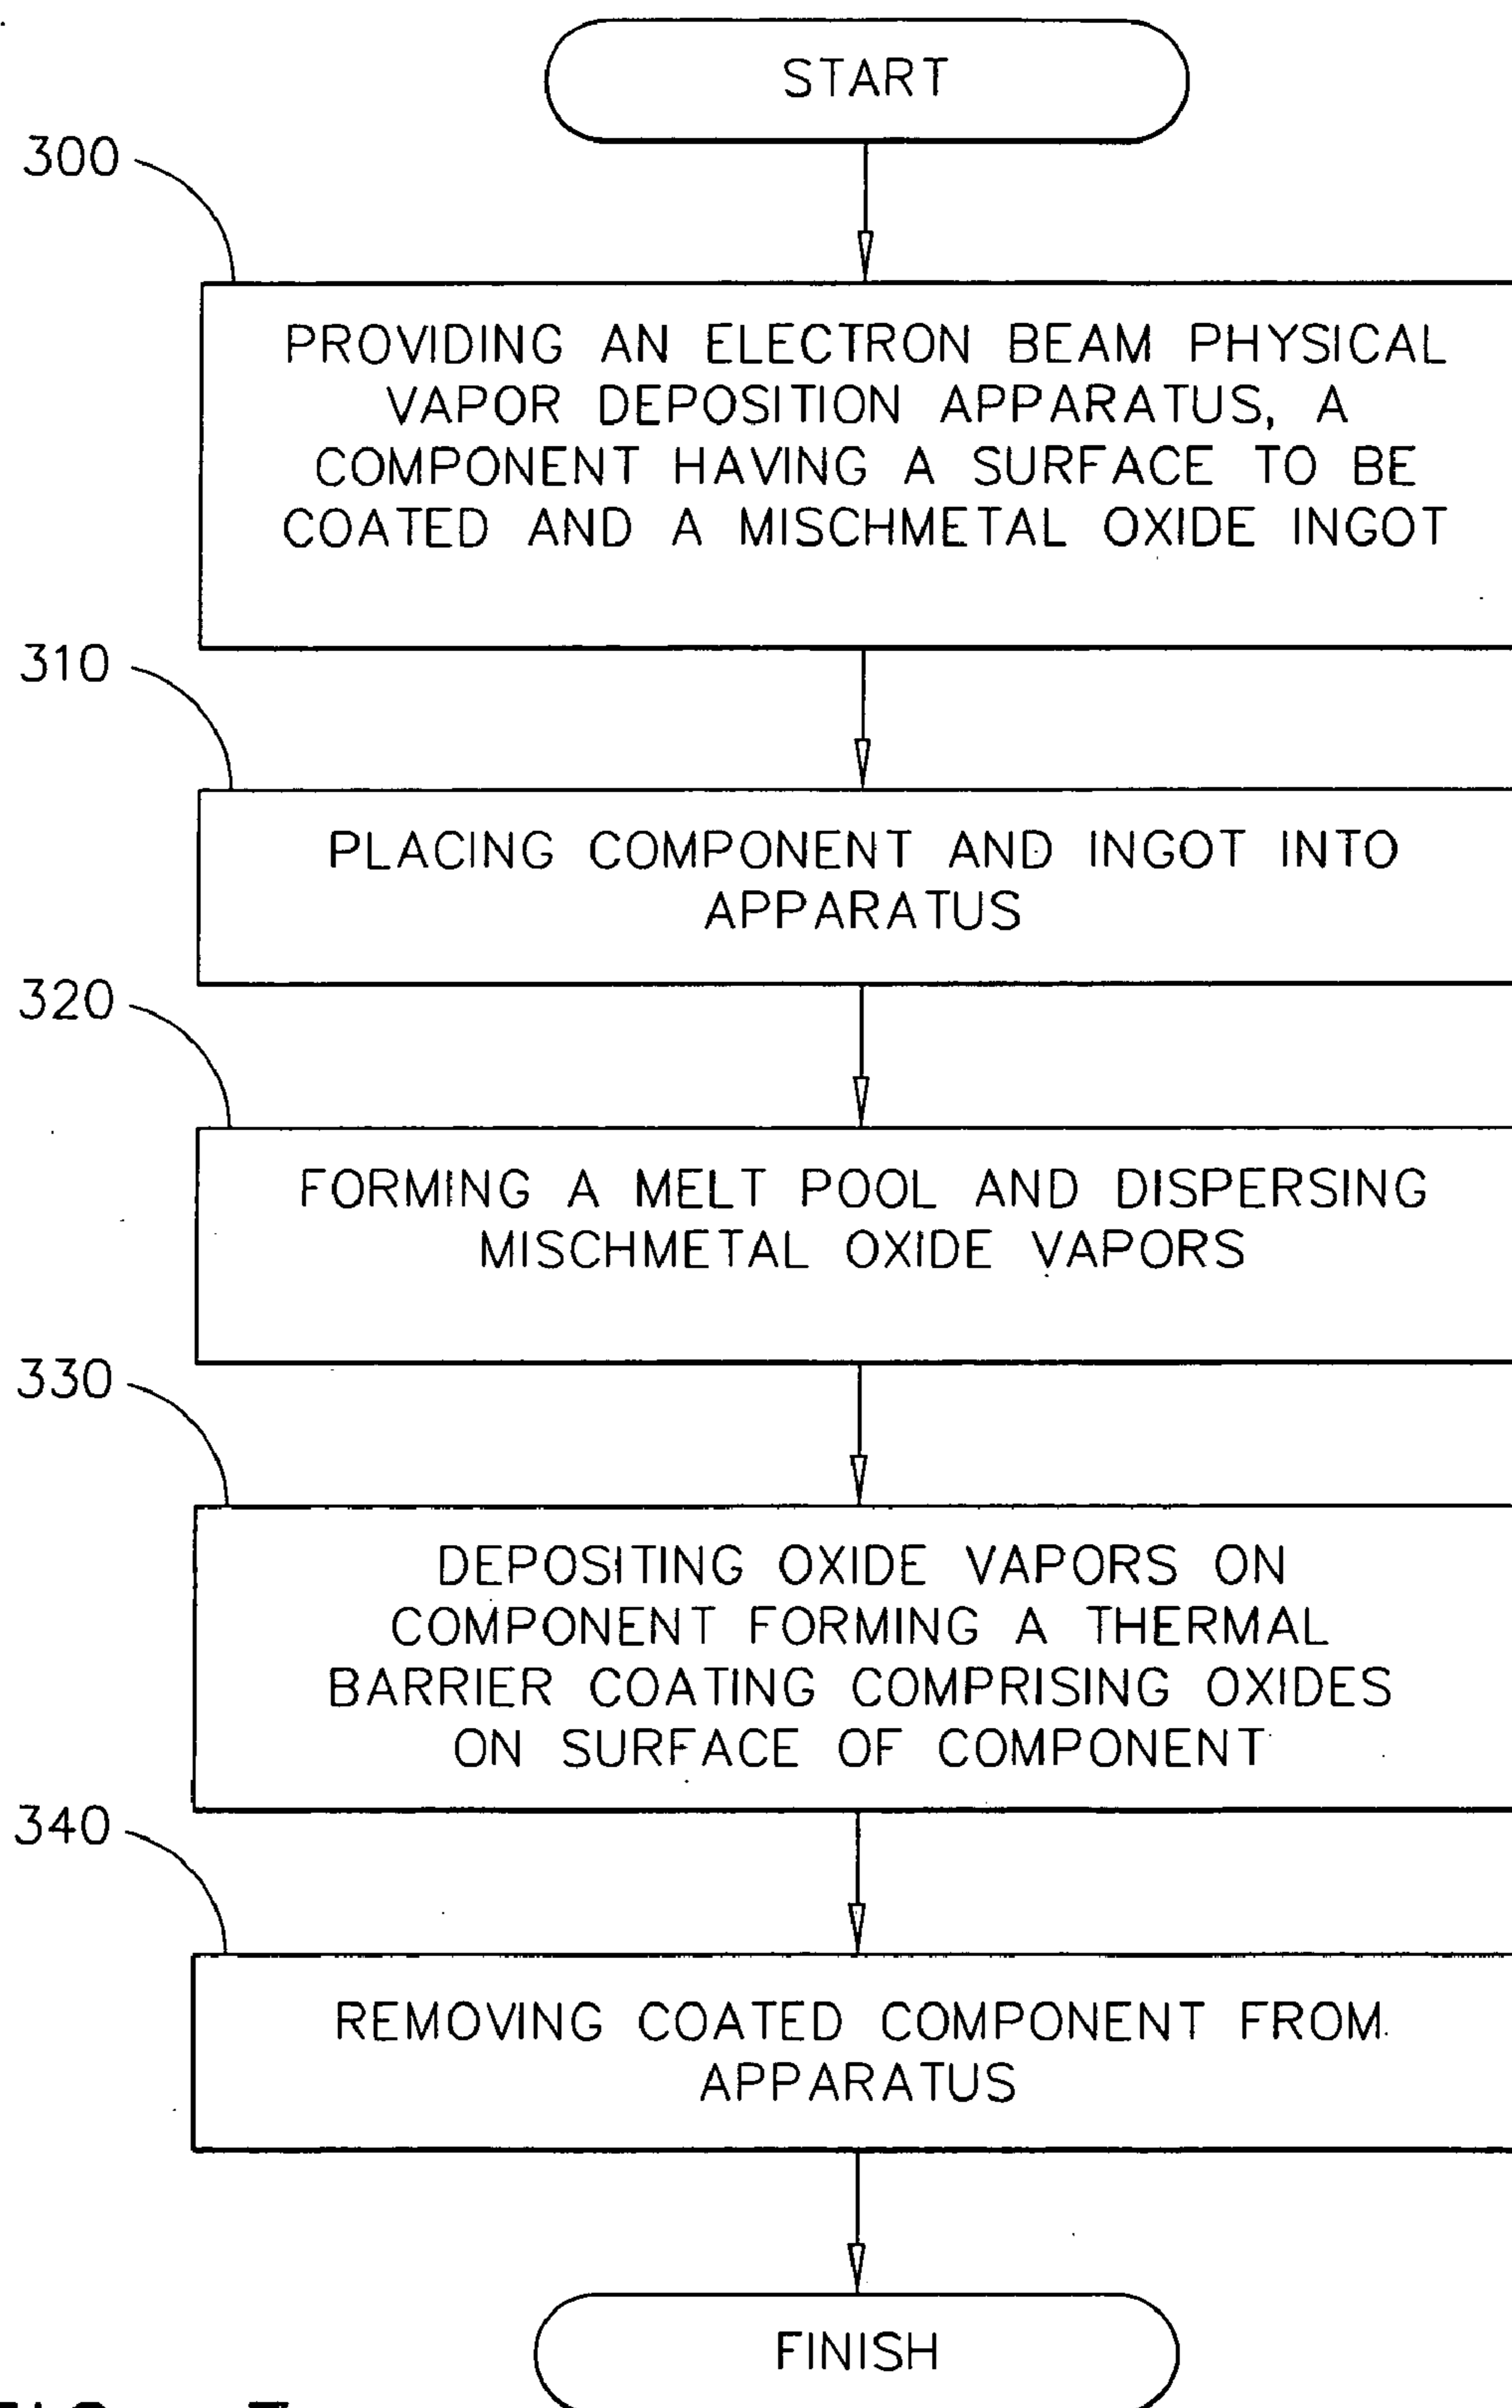 START
300
PROVIDING AN ELECTRON BEAM PHYSICAL
VAPOR DEPOSITION APPARATUS, A
COMPONENT HAVING A SURFACE TO BE
COATED AND A MISCHMETAL OXIDE INGOT
310
PLACING COMPONENT AND INGOT INTO
APPARATUS
320
FORMING A MELT POOL AND DISPERSING
MISCHMETAL OXIDE VAPORS
330
DEPOSITING OXIDE VAPORS ON
COMPONENT FORMING A THERMAL
BARRIER COATING COMPRISING OXIDES
ON SURFACE OF COMPONENT
340
REMOVING COATED COMPONENT FROM
APPARATUS
FINISH